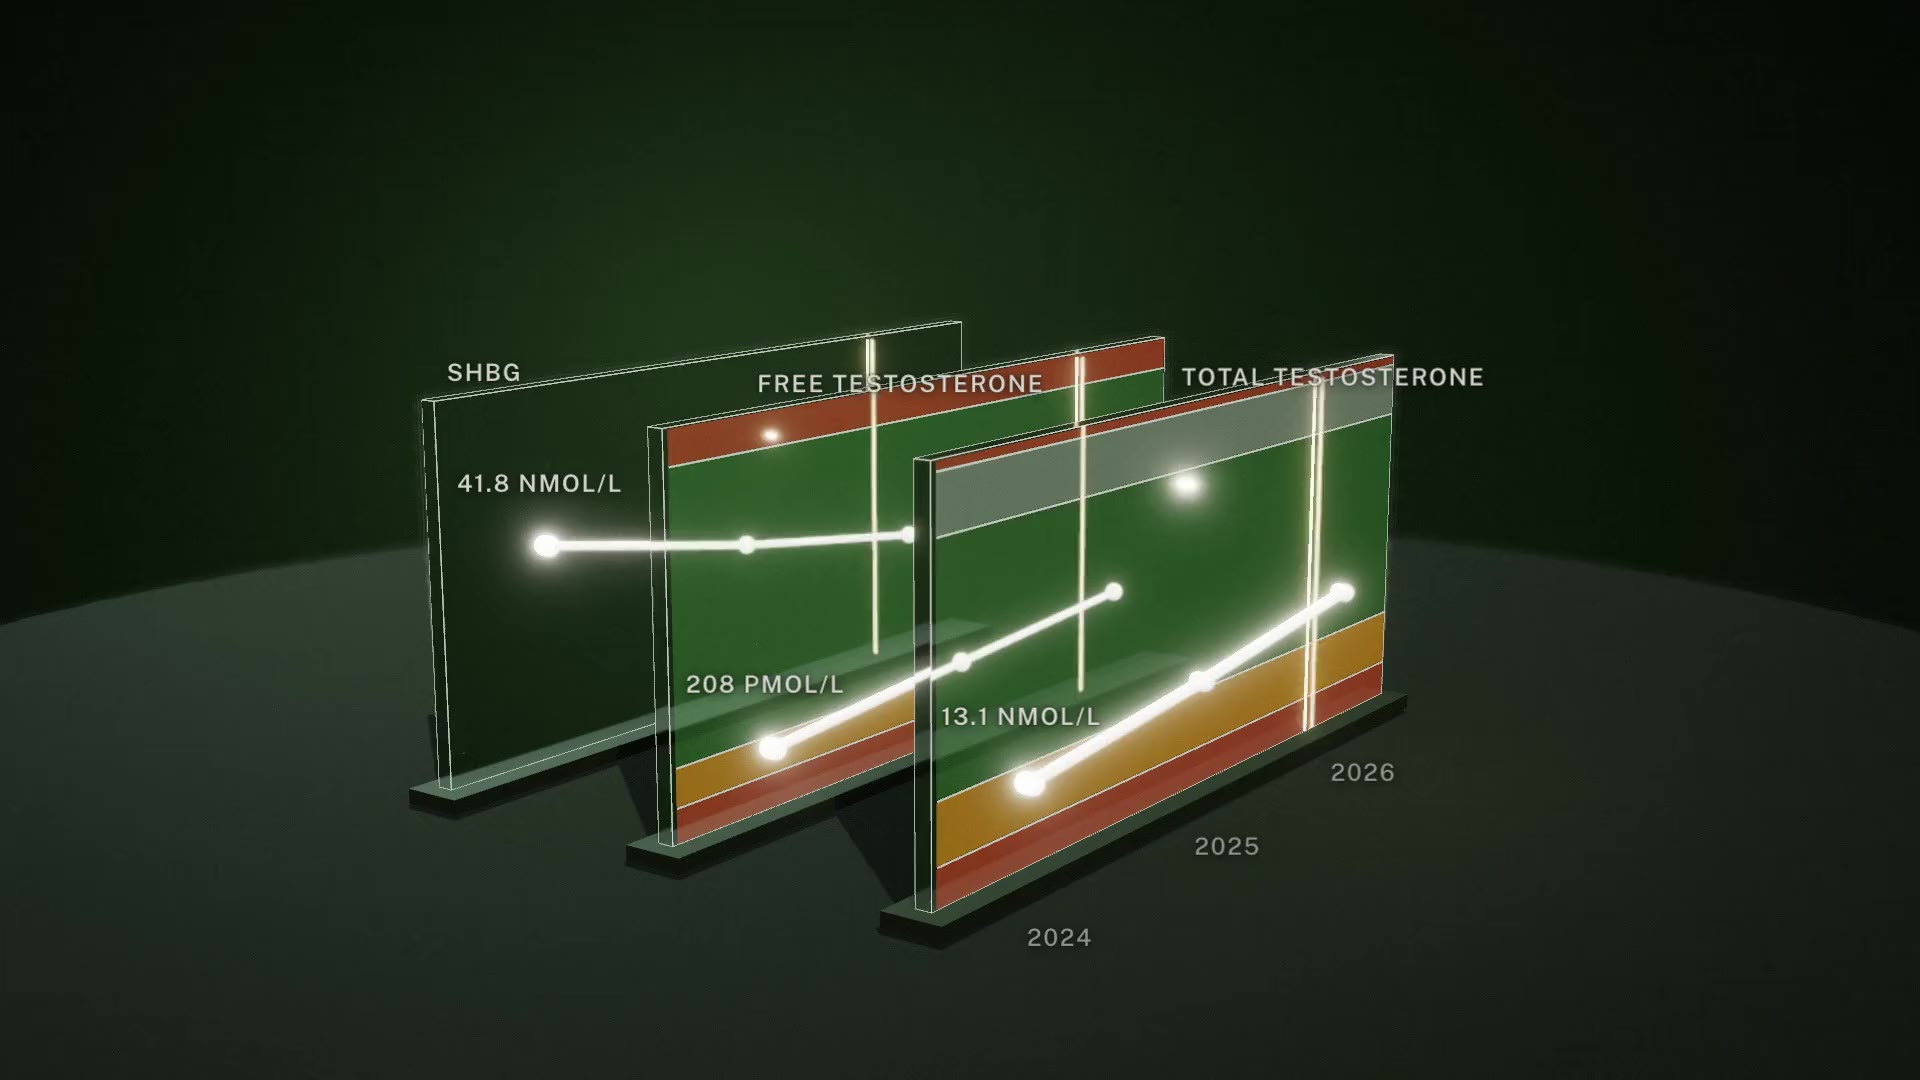 SHBG
FREE TESTOSTERONE
TOTAL TESTOSTERONE
41.8 NMOL/L
208 PMOL/L
13.1 NMOL/L
2026
2025
2024